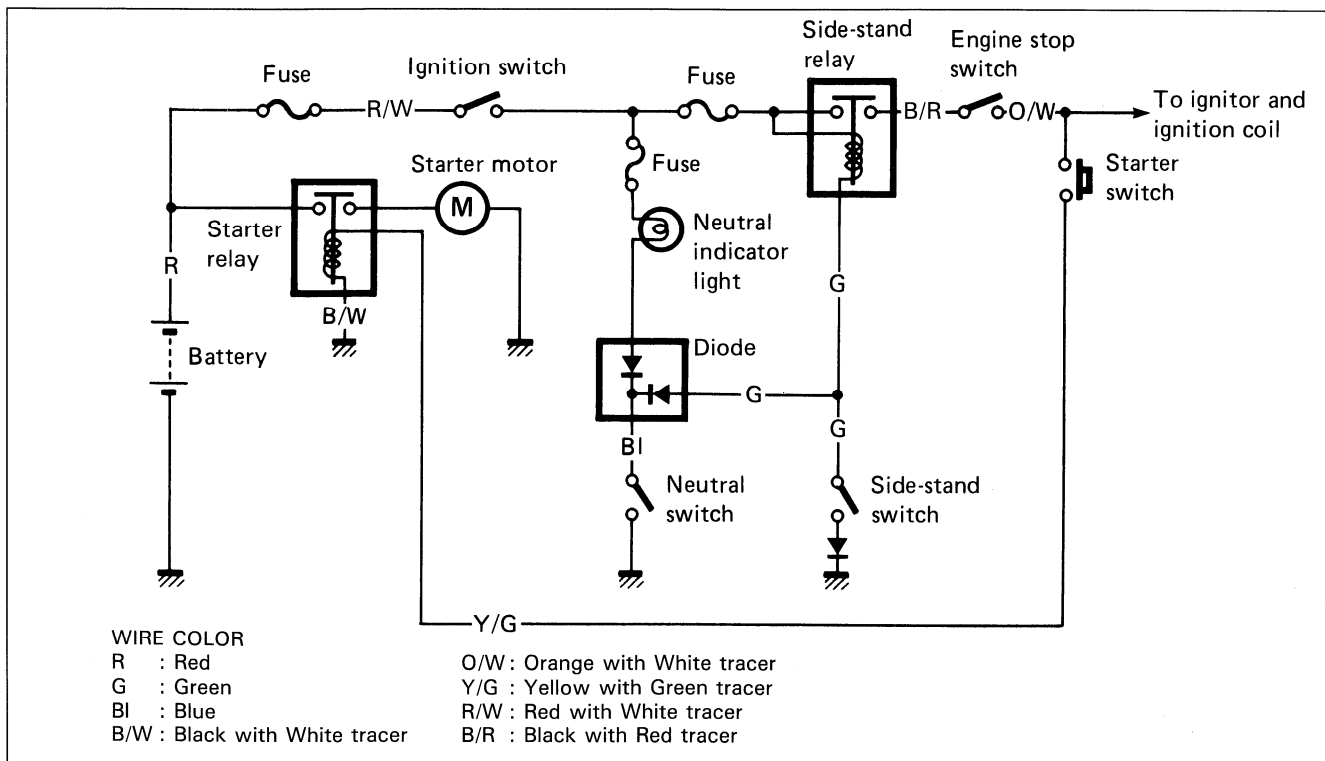 Side-stand
relay
Engine stop
switch
Fuse
Ignition switch
Fuse
R/W
B/R
O/W
To ignitor and
ignition coil
Starter motor
Fuse
Starter
switch
M
Starter
relay
Neutral
indicator
light
R
G
B/W
Battery
Diode
G
G
Bl
Neutral
switch
Side-stand
switch
Y/G
WIRE COLOR
R : Red
G : Green
Bl : Blue
B/W : Black with White tracer
O/W : Orange with White tracer
Y/G : Yellow with Green tracer
R/W : Red with White tracer
B/R : Black with Red tracer